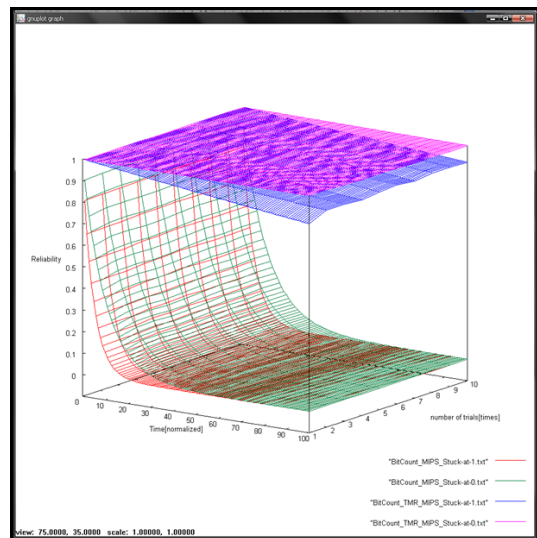 gnuplot graph
1
0.9
0.8
0.7
0.6
0.5
0.4
0.3
0.2
0.1
0
Reliability
0 10 20 30 40 50 60 70 80 90 100
Time[normalized]
1 2 3 4 5 6 7 8 9 10
number of trials[times]
"BitCount_MIPS_Stuck-at-1.txt"
"BitCount_MIPS_Stuck-at-0.txt"
"BitCount_TMR_MIPS_Stuck-at-1.txt"
"BitCount_TMR_MIPS_Stuck-at-0.txt"
view: 75.0000, 35.0000 scale: 1.00000, 1.00000